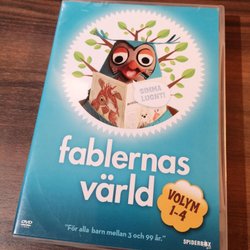 SIMMA
LUGNT!
fablernas
värld
VOLYM
1-4
"För alla barn mellan 3 och 99 år."
DVD
SPIDERBOX